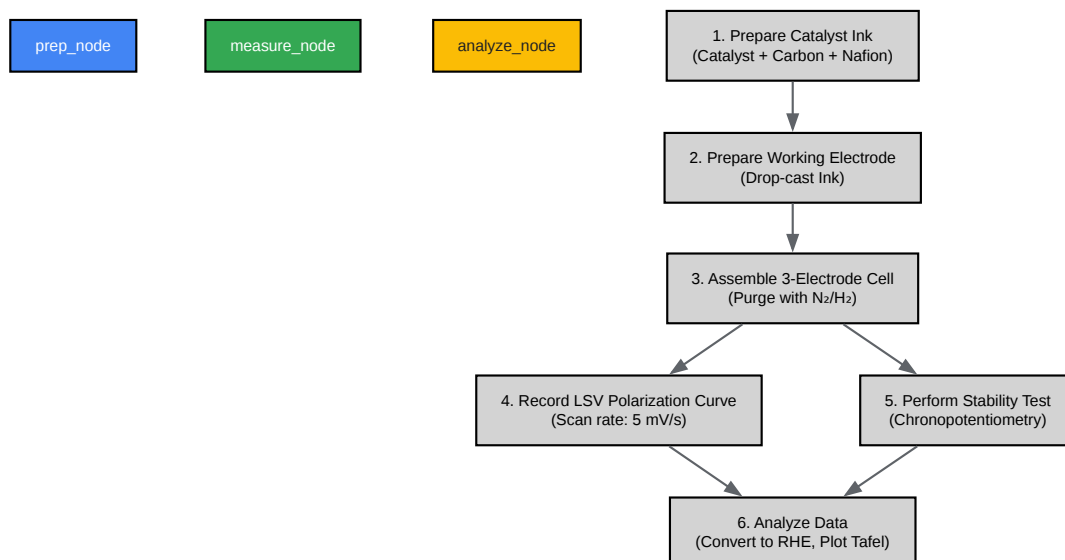 prep_node
measure_node
analyze_node
1. Prepare Catalyst Ink
(Catalyst + Carbon + Nafion)
2. Prepare Working Electrode
(Drop-cast Ink)
3. Assemble 3-Electrode Cell
(Purge with N₂/H₂)
4. Record LSV Polarization Curve
(Scan rate: 5 mV/s)
5. Perform Stability Test
(Chronopotentiometry)
6. Analyze Data
(Convert to RHE, Plot Tafel)